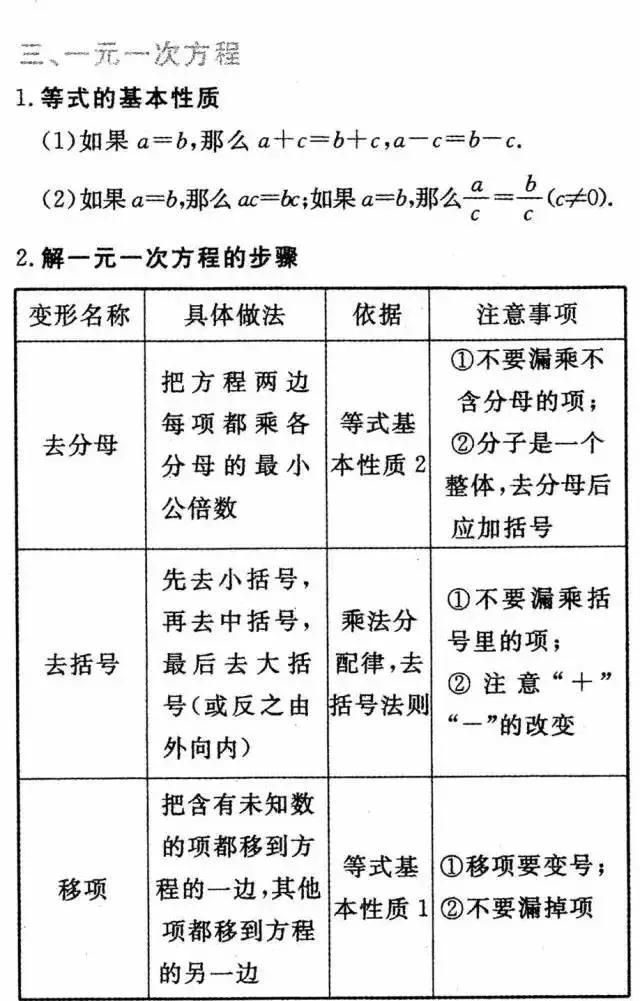 三、一元一次方程
1.等式的基本性质
(1)如果 a=b,那么 a+c=b+c,a-c=b-c.
(2)如果 a=b,那么 ac=bc;如果 a=b,那么 a/c = b/c (c≠0).
2.解一元一次方程的步骤
变形名称
具体做法
依据
注意事项
去分母
把方程两边
每项都乘各
分母的最小
公倍数
等式基
本性质 2
①不要漏乘不
含分母的项;
②分子是一个
整体,去分母后
应加括号
去括号
先去小括号,
再去中括号,
最后去大括
号(或反之由
外向内)
乘法分
配律,去
括号法则
①不要漏乘括
号里的项;
②注意“+”
“-”的改变
移项
把含有未知数
的项都移到方
程的一边,其他
项都移到方程
的另一边
等式基
本性质 1
①移项要变号;
②不要漏掉项